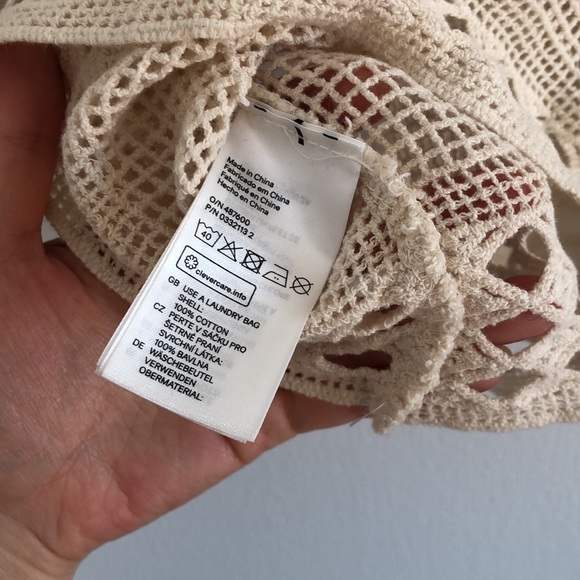 Made in China
Fabricado em China
Fabriqué en Chine
Hecho en China
O/N 487600
P/N 0332113 2
40
clevercare.info
GB USE A LAUNDRY BAG
SHELL:
100% COTTON
CZ PERTE V SÁČKU PRO
ŠETRNÉ PRANÍ
SVRCHNÍ LÁTKA:
100% BAVLNA
DE WÄSCHEBEUTEL
VERWENDEN
OBERMATERIAL: